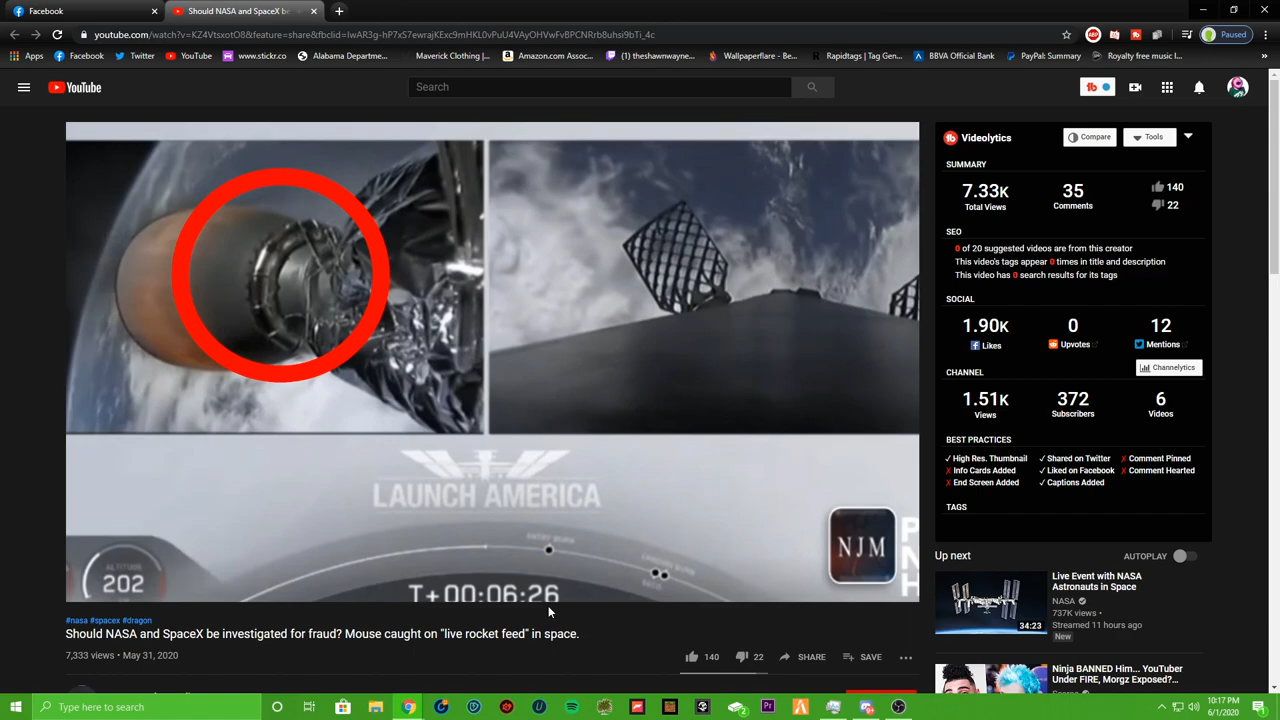 Facebook
Should NASA and SpaceX be
youtube.com/watch?v=KZ4VtsxotO8&feature=share&fbclid=IwAR3g-hP7xS7ewrajKExc9mHKL0vPuU4VAyOHVwFvBPCNRrb8uhsi9bTi_4c
Paused
Apps
Facebook
Twitter
YouTube
www.stickr.co
Alabama Departme...
Maverick Clothing |...
Amazon.com Assoc...
(1) theshawnwayne...
Wallpaperflare - Wa...
Rapidtags | Tag Gen...
BBVA Official Bank
PayPal: Summary
Royalty free music l...
YouTube
Search
LAUNCH AMERICA
ALTITUDE
202
T+00:06:26
NJM
Videolytics
Compare
Tools
SUMMARY
7.33K
Total Views
35
Comments
140
22
SEO
0 of 20 suggested videos are from this creator
This video's tags appear 0 times in title and description
This video has 0 search results for its tags
SOCIAL
1.90K
Likes
0
Upvotes
12
Mentions
CHANNEL
Channelytics
1.51K
Views
372
Subscribers
6
Videos
BEST PRACTICES
✓ High Res. Thumbnail
✓ Shared on Twitter
✗ Comment Pinned
✗ Info Cards Added
✓ Liked on Facebook
✗ Comment Hearted
✗ End Screen Added
✓ Captions Added
TAGS
Up next
AUTOPLAY
Live Event with NASA
Astronauts in Space
NASA
737K views •
Streamed 11 hours ago
New
34:23
Ninja BANNED Him... YouTuber
Under FIRE, Morgz Exposed?...
#nasa #spacex #dragon
Should NASA and SpaceX be investigated for fraud? Mouse caught on "live rocket feed" in space.
7,333 views • May 31, 2020
140
22
SHARE
SAVE
Type here to search
10:17 PM
6/1/2020